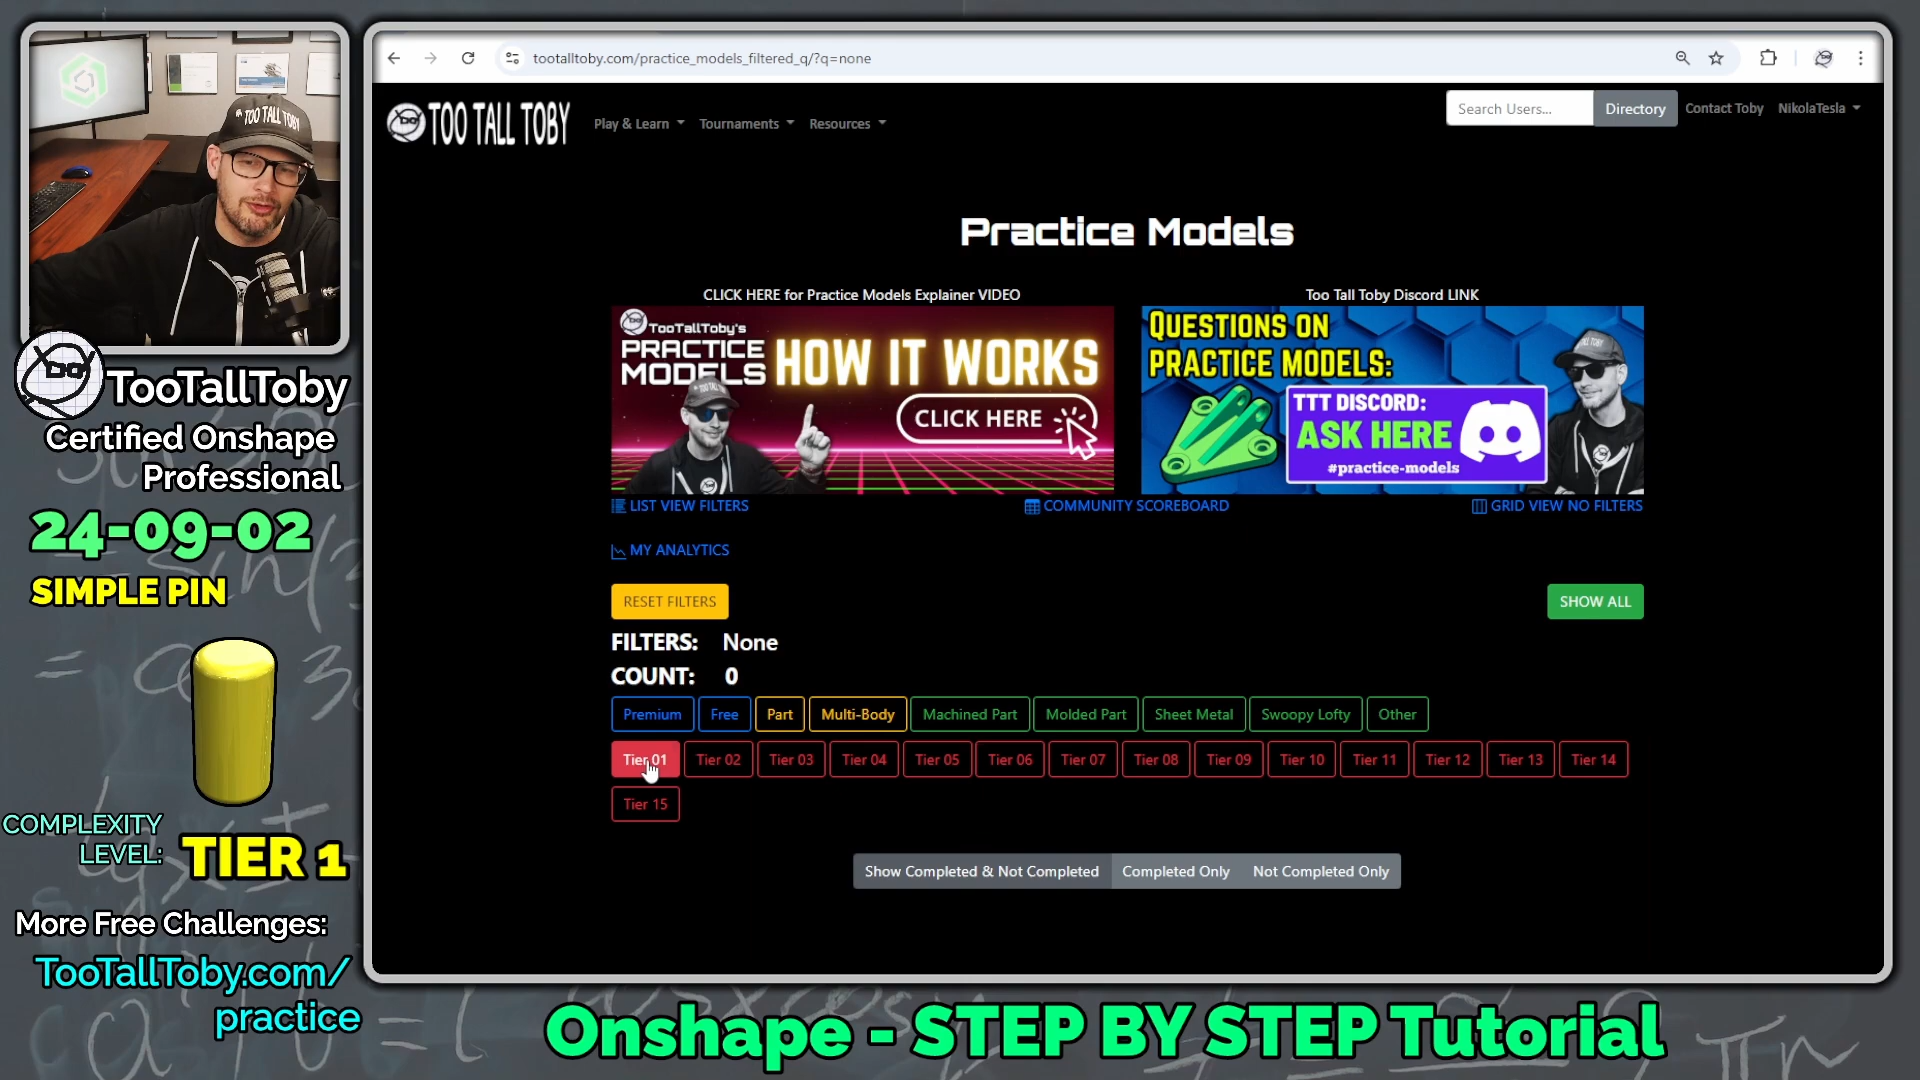 TOO TALL TOBY
TooTallToby
Certified Onshape
Professional
24-09-02
SIMPLE PIN
COMPLEXITY
LEVEL:
TIER 1
More Free Challenges:
TooTallToby.com/
practice
tootalltoby.com/practice_models_filtered_q/?q=none
TOO TALL TOBY
Play & Learn
Tournaments
Resources
Search Users...
Directory
Contact Toby
NikolaTesla
Practice Models
CLICK HERE for Practice Models Explainer VIDEO
Too Tall Toby Discord LINK
TooTallToby's
PRACTICE
MODELS
HOW IT WORKS
CLICK HERE
QUESTIONS ON
PRACTICE MODELS:
TTT DISCORD:
ASK HERE
#practice-models
LIST VIEW FILTERS
COMMUNITY SCOREBOARD
GRID VIEW NO FILTERS
MY ANALYTICS
RESET FILTERS
SHOW ALL
FILTERS: None
COUNT: 0
Premium
Free
Part
Multi-Body
Machined Part
Molded Part
Sheet Metal
Swoopy Lofty
Other
Tier 01
Tier 02
Tier 03
Tier 04
Tier 05
Tier 06
Tier 07
Tier 08
Tier 09
Tier 10
Tier 11
Tier 12
Tier 13
Tier 14
Tier 15
Show Completed & Not Completed
Completed Only
Not Completed Only
Onshape - STEP BY STEP Tutorial